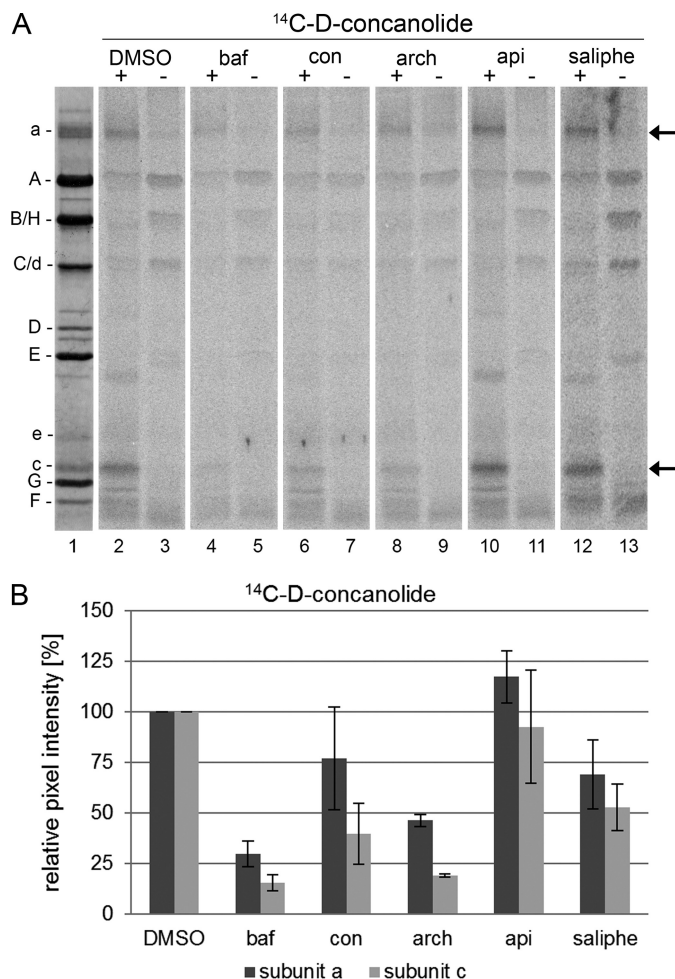 A
¹⁴C-D-concanolide
DMSO baf con arch api saliphe
+ - + - + - + - + - + -
a -
A -
B/H -
C/d -
D -
E -
e -
c -
G -
F -
1 2 3 4 5 6 7 8 9 10 11 12 13
B
¹⁴C-D-concanolide
relative pixel intensity [%]
150
125
100
75
50
25
0
DMSO baf con arch api saliphe
subunit a subunit c